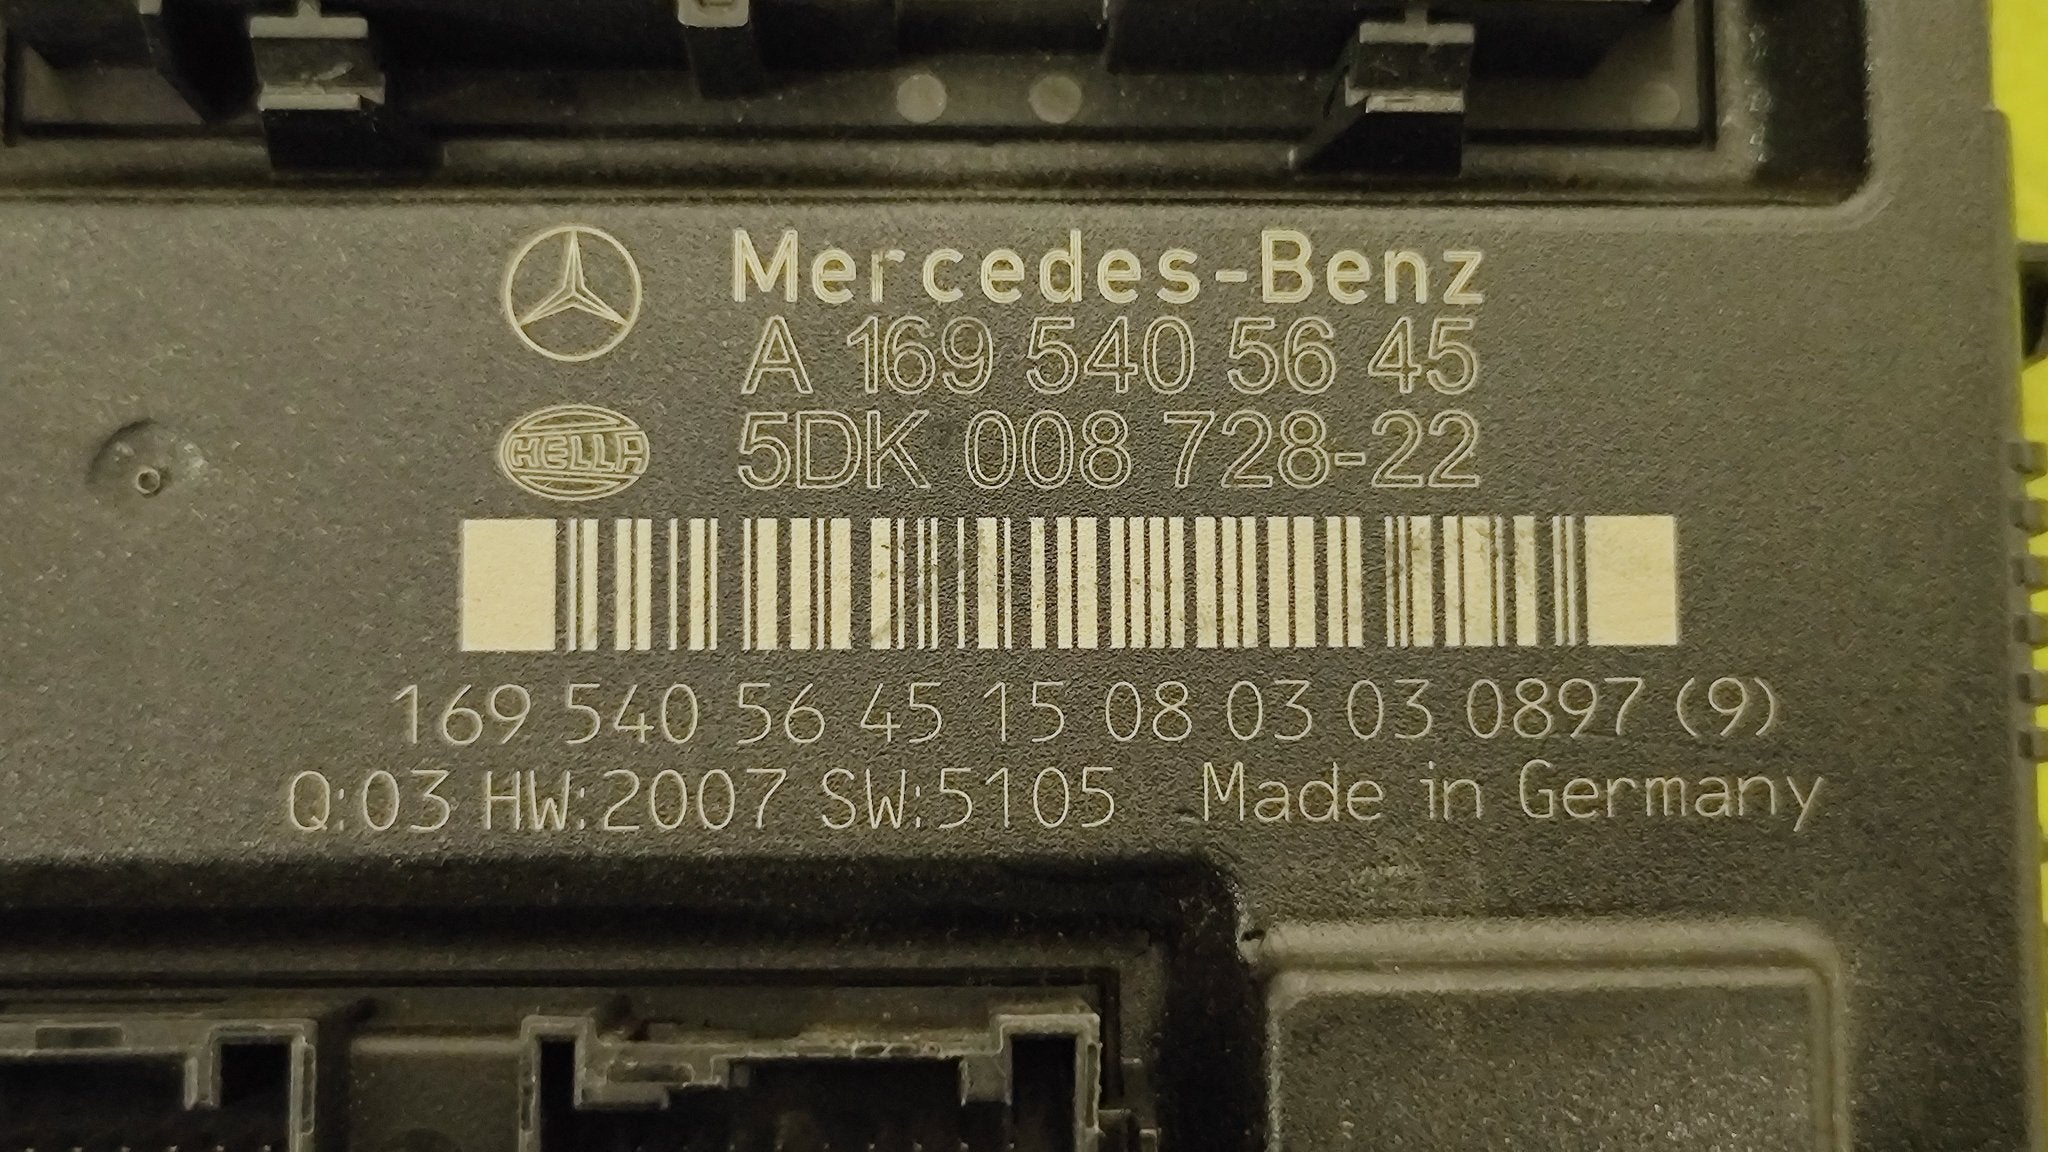 Mercedes-Benz
A 169 540 56 45
HELLA 5DK 008 728-22
169 540 56 45 15 08 03 03 0897 (9)
Q:03 HW:2007 SW:5105 Made in Germany